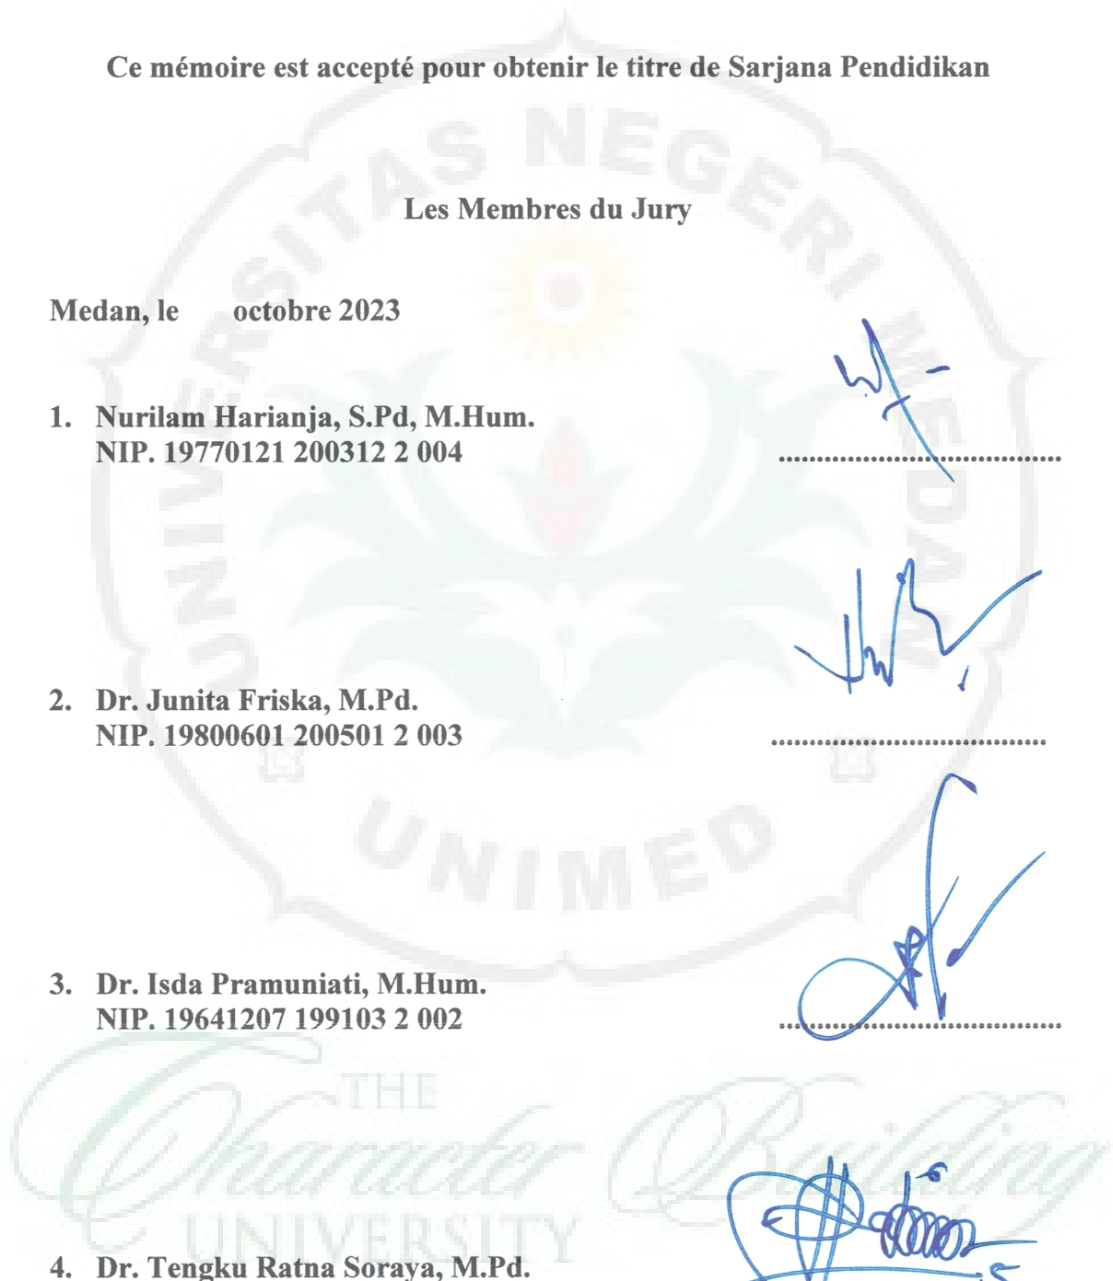 Ce mémoire est accepté pour obtenir le titre de Sarjana Pendidikan
Les Membres du Jury
Medan, le octobre 2023
1. Nurilam Harianja, S.Pd, M.Hum.
NIP. 19770121 200312 2 004 .....................................
2. Dr. Junita Friska, M.Pd.
NIP. 19800601 200501 2 003 ....................................
3. Dr. Isda Pramuniati, M.Hum.
NIP. 19641207 199103 2 002 .....................................
4. Dr. Tengku Ratna Soraya, M.Pd.
UNIVERSITAS NEGERI MEDAN
UNIMED
THE
Character Building
UNIVERSITY